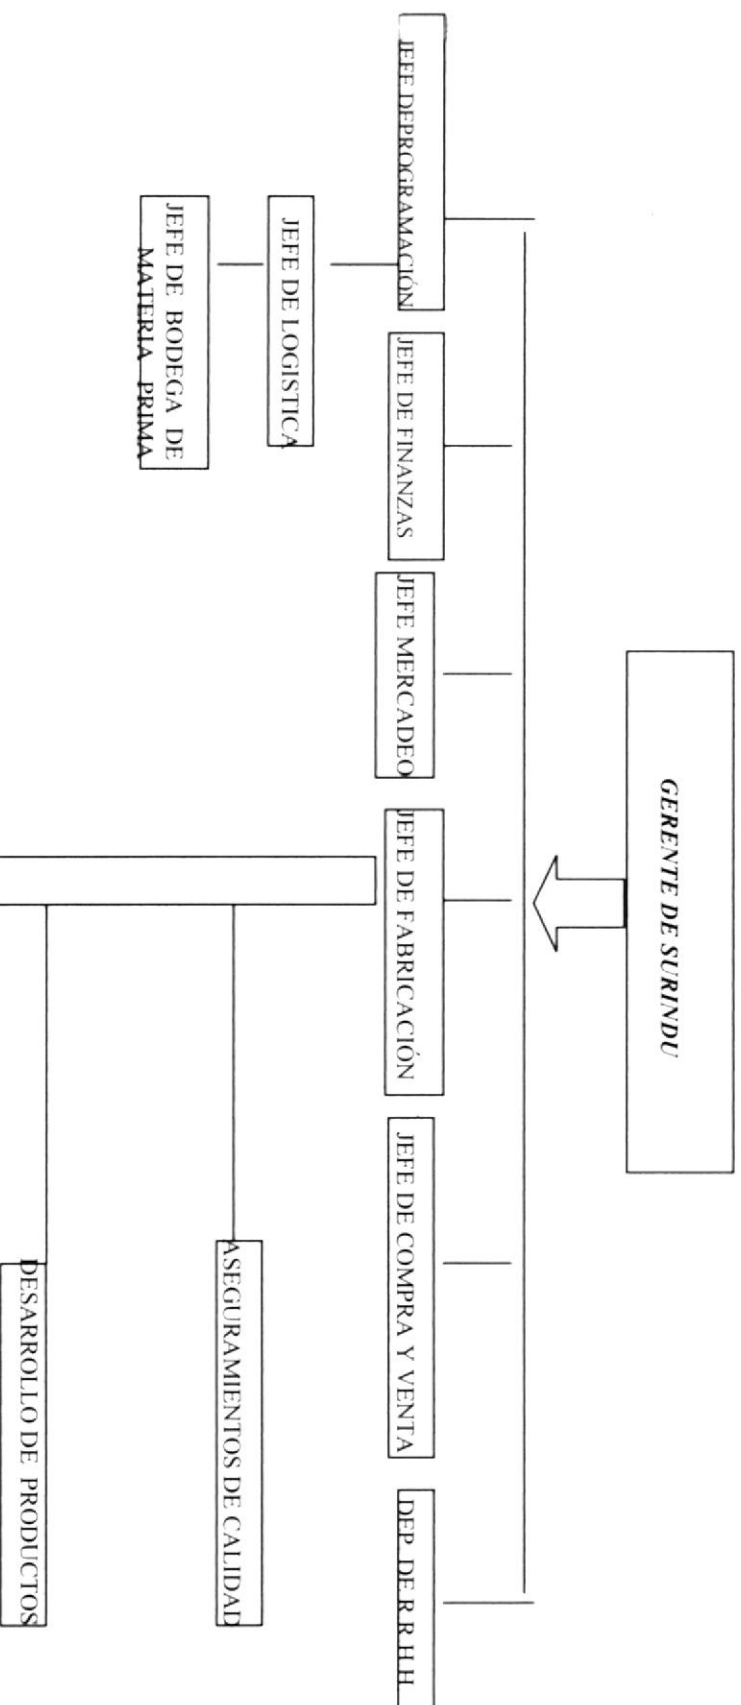 GERENTE DE SURINDU
JEFE DEPROGRAMACIÓN
JEFE DE FINANZAS
JEFE MERCADEO
JEFE DE FABRICACIÓN
JEFE DE COMPRA Y VENTA
DEP. DE.R.R.H.H.
JEFE DE LOGISTICA
JEFE DE BODEGA DE
MATERIA PRIMA
ASEGURAMIENTOS DE CALIDAD
DESARROLLO DE PRODUCTOS